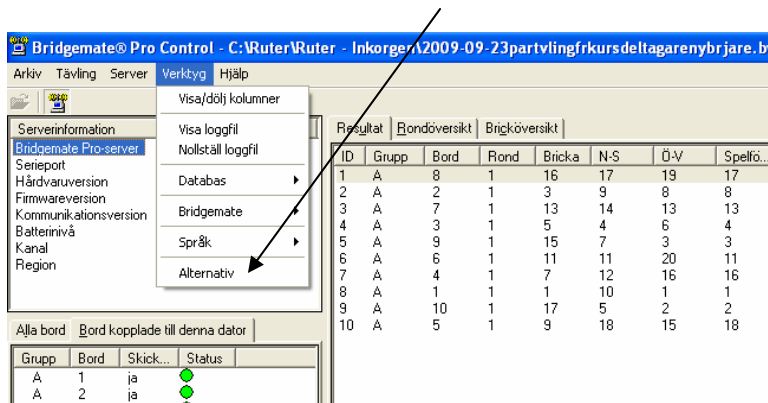 Bridgemate® Pro Control - C:\Ruter\Ruter - Inkorgen\2009-09-23partvlingfrkursdeltagarenybrjare.bw
Arkiv Tävling Server Verktyg Hjälp
Visa/dölj kolumner
Visa loggfil
Nollställ loggfil
Databas
Bridgemate
Språk
Alternativ
Serverinformation
Bridgemate Pro-server
Serieport
Hårdvaruversion
Firmwareversion
Kommunikationsversion
Batterinivå
Kanal
Region
Alla bord Bord kopplade till denna dator
Grupp Bord Skick... Status
A 1 ja
A 2 ja
Resultat Rondöversikt Bricköversikt
ID Grupp Bord Rond Bricka N-S Ö-V Spelfö...
1 A 8 1 16 17 19 17
2 A 2 1 3 9 8 8
3 A 7 1 13 14 13 13
4 A 3 1 5 4 6 4
5 A 9 1 15 7 3 3
6 A 6 1 11 11 20 11
7 A 4 1 7 12 16 16
8 A 1 1 1 10 1 1
9 A 10 1 17 5 2 2
10 A 5 1 9 18 15 18